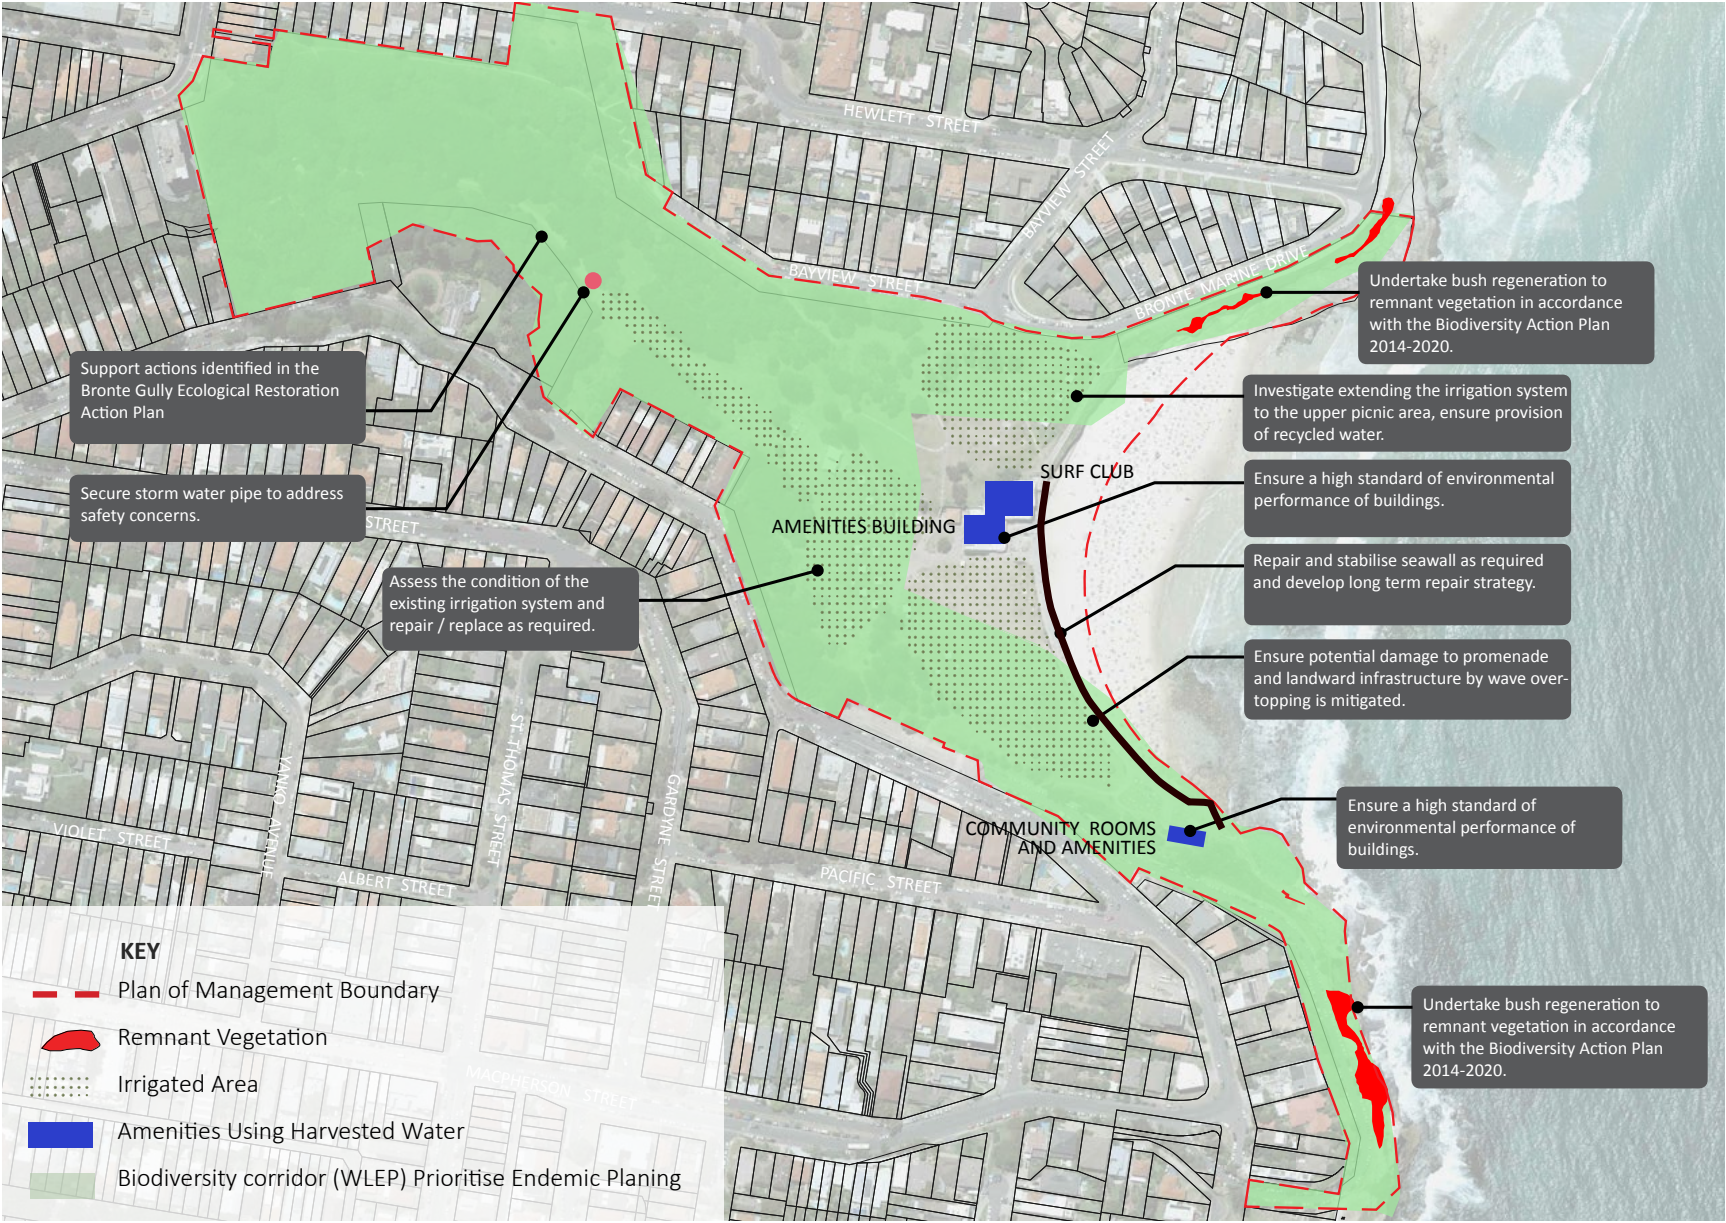 HEWLETT STREET
BAYVIEW STREET
BAYVIEW STREET
BRONTE MARINE DRIVE
Undertake bush regeneration to
remnant vegetation in accordance
with the Biodiversity Action Plan
2014-2020.
Support actions identified in the
Bronte Gully Ecological Restoration
Action Plan
Investigate extending the irrigation system
to the upper picnic area, ensure provision
of recycled water.
SURF CLUB
Ensure a high standard of environmental
performance of buildings.
Secure storm water pipe to address
safety concerns.
STREET
AMENITIES BUILDING
Repair and stabilise seawall as required
and develop long term repair strategy.
Assess the condition of the
existing irrigation system and
repair / replace as required.
Ensure potential damage to promenade
and landward infrastructure by wave over-
topping is mitigated.
YANKO AVENUE
ST THOMAS STREET
GARDYNE STREET
VIOLET STREET
ALBERT STREET
PACIFIC STREET
COMMUNITY ROOMS
AND AMENITIES
Ensure a high standard of
environmental performance of
buildings.
Undertake bush regeneration to
remnant vegetation in accordance
with the Biodiversity Action Plan
2014-2020.
MACPHERSON STREET
KEY
Plan of Management Boundary
Remnant Vegetation
Irrigated Area
Amenities Using Harvested Water
Biodiversity corridor (WLEP) Prioritise Endemic Planing